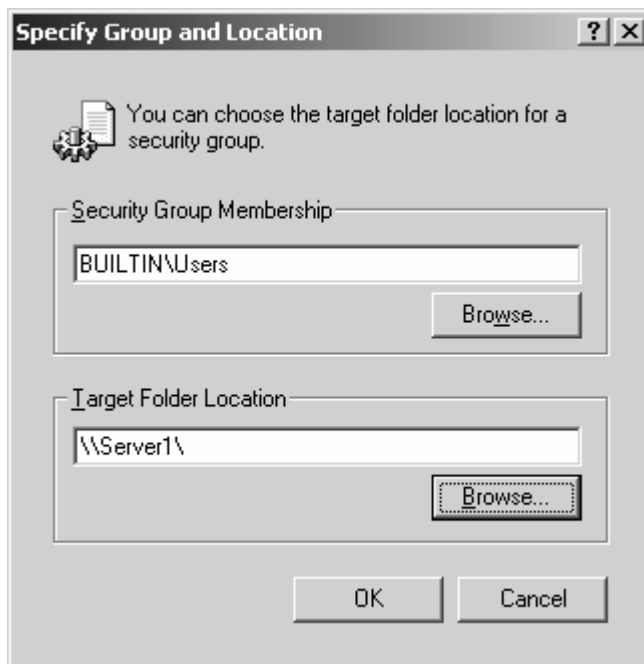 Specify Group and Location
You can choose the target folder location for a
security group.
Security Group Membership
BUILTIN\Users
Browse...
Target Folder Location
\\Server1\
Browse...
OK Cancel